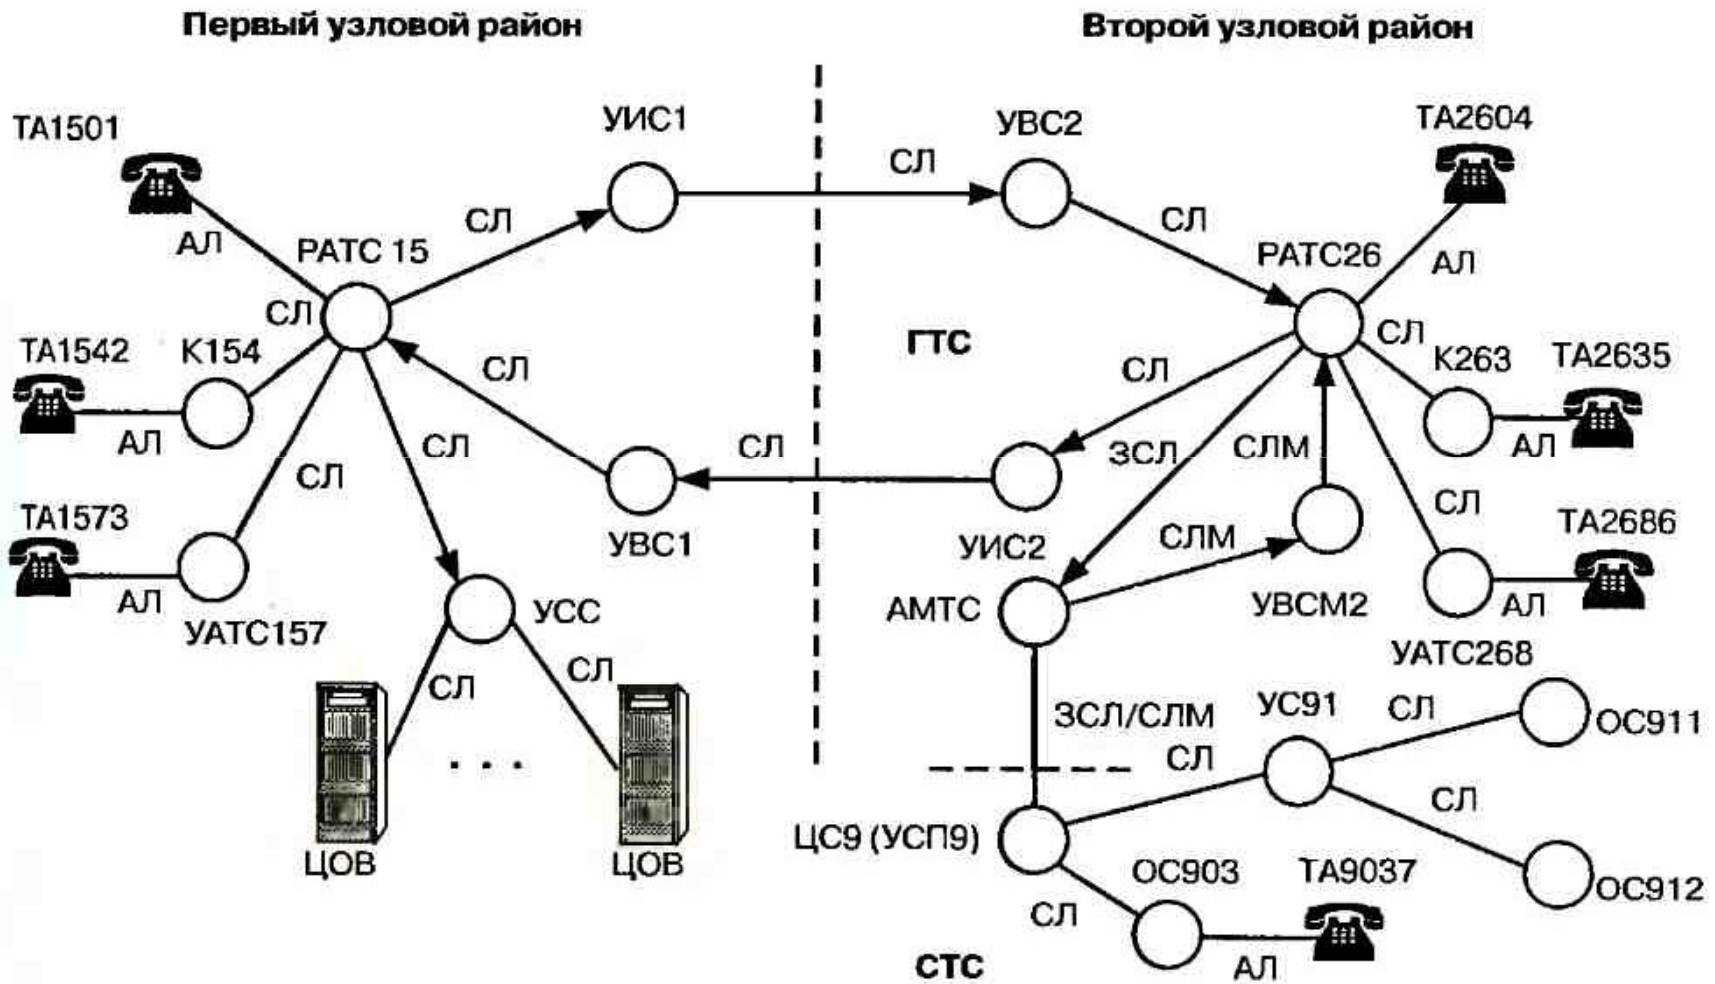 Первый узловой район
Второй узловой район
ТА1501
УИС1
УВС2
ТА2604
СЛ
СЛ
СЛ
АЛ
РАТС 15
РАТС26
АЛ
СЛ
ГТС
СЛ
ТА1542
К154
СЛ
СЛ
К263
ТА2635
АЛ
СЛ
СЛ
ЗСЛ
СЛМ
АЛ
СЛ
СЛ
ТА1573
УВС1
УИС2
СЛМ
ТА2686
АЛ
УАТС157
УСС
АМТС
УВСМ2
АЛ
УАТС268
СЛ
СЛ
ЗСЛ/СЛМ
УС91
СЛ
ОС911
СЛ
...
СЛ
ЦОВ
ЦОВ
ЦС9 (УСП9)
ОС903
ТА9037
ОС912
СЛ
АЛ
СТС